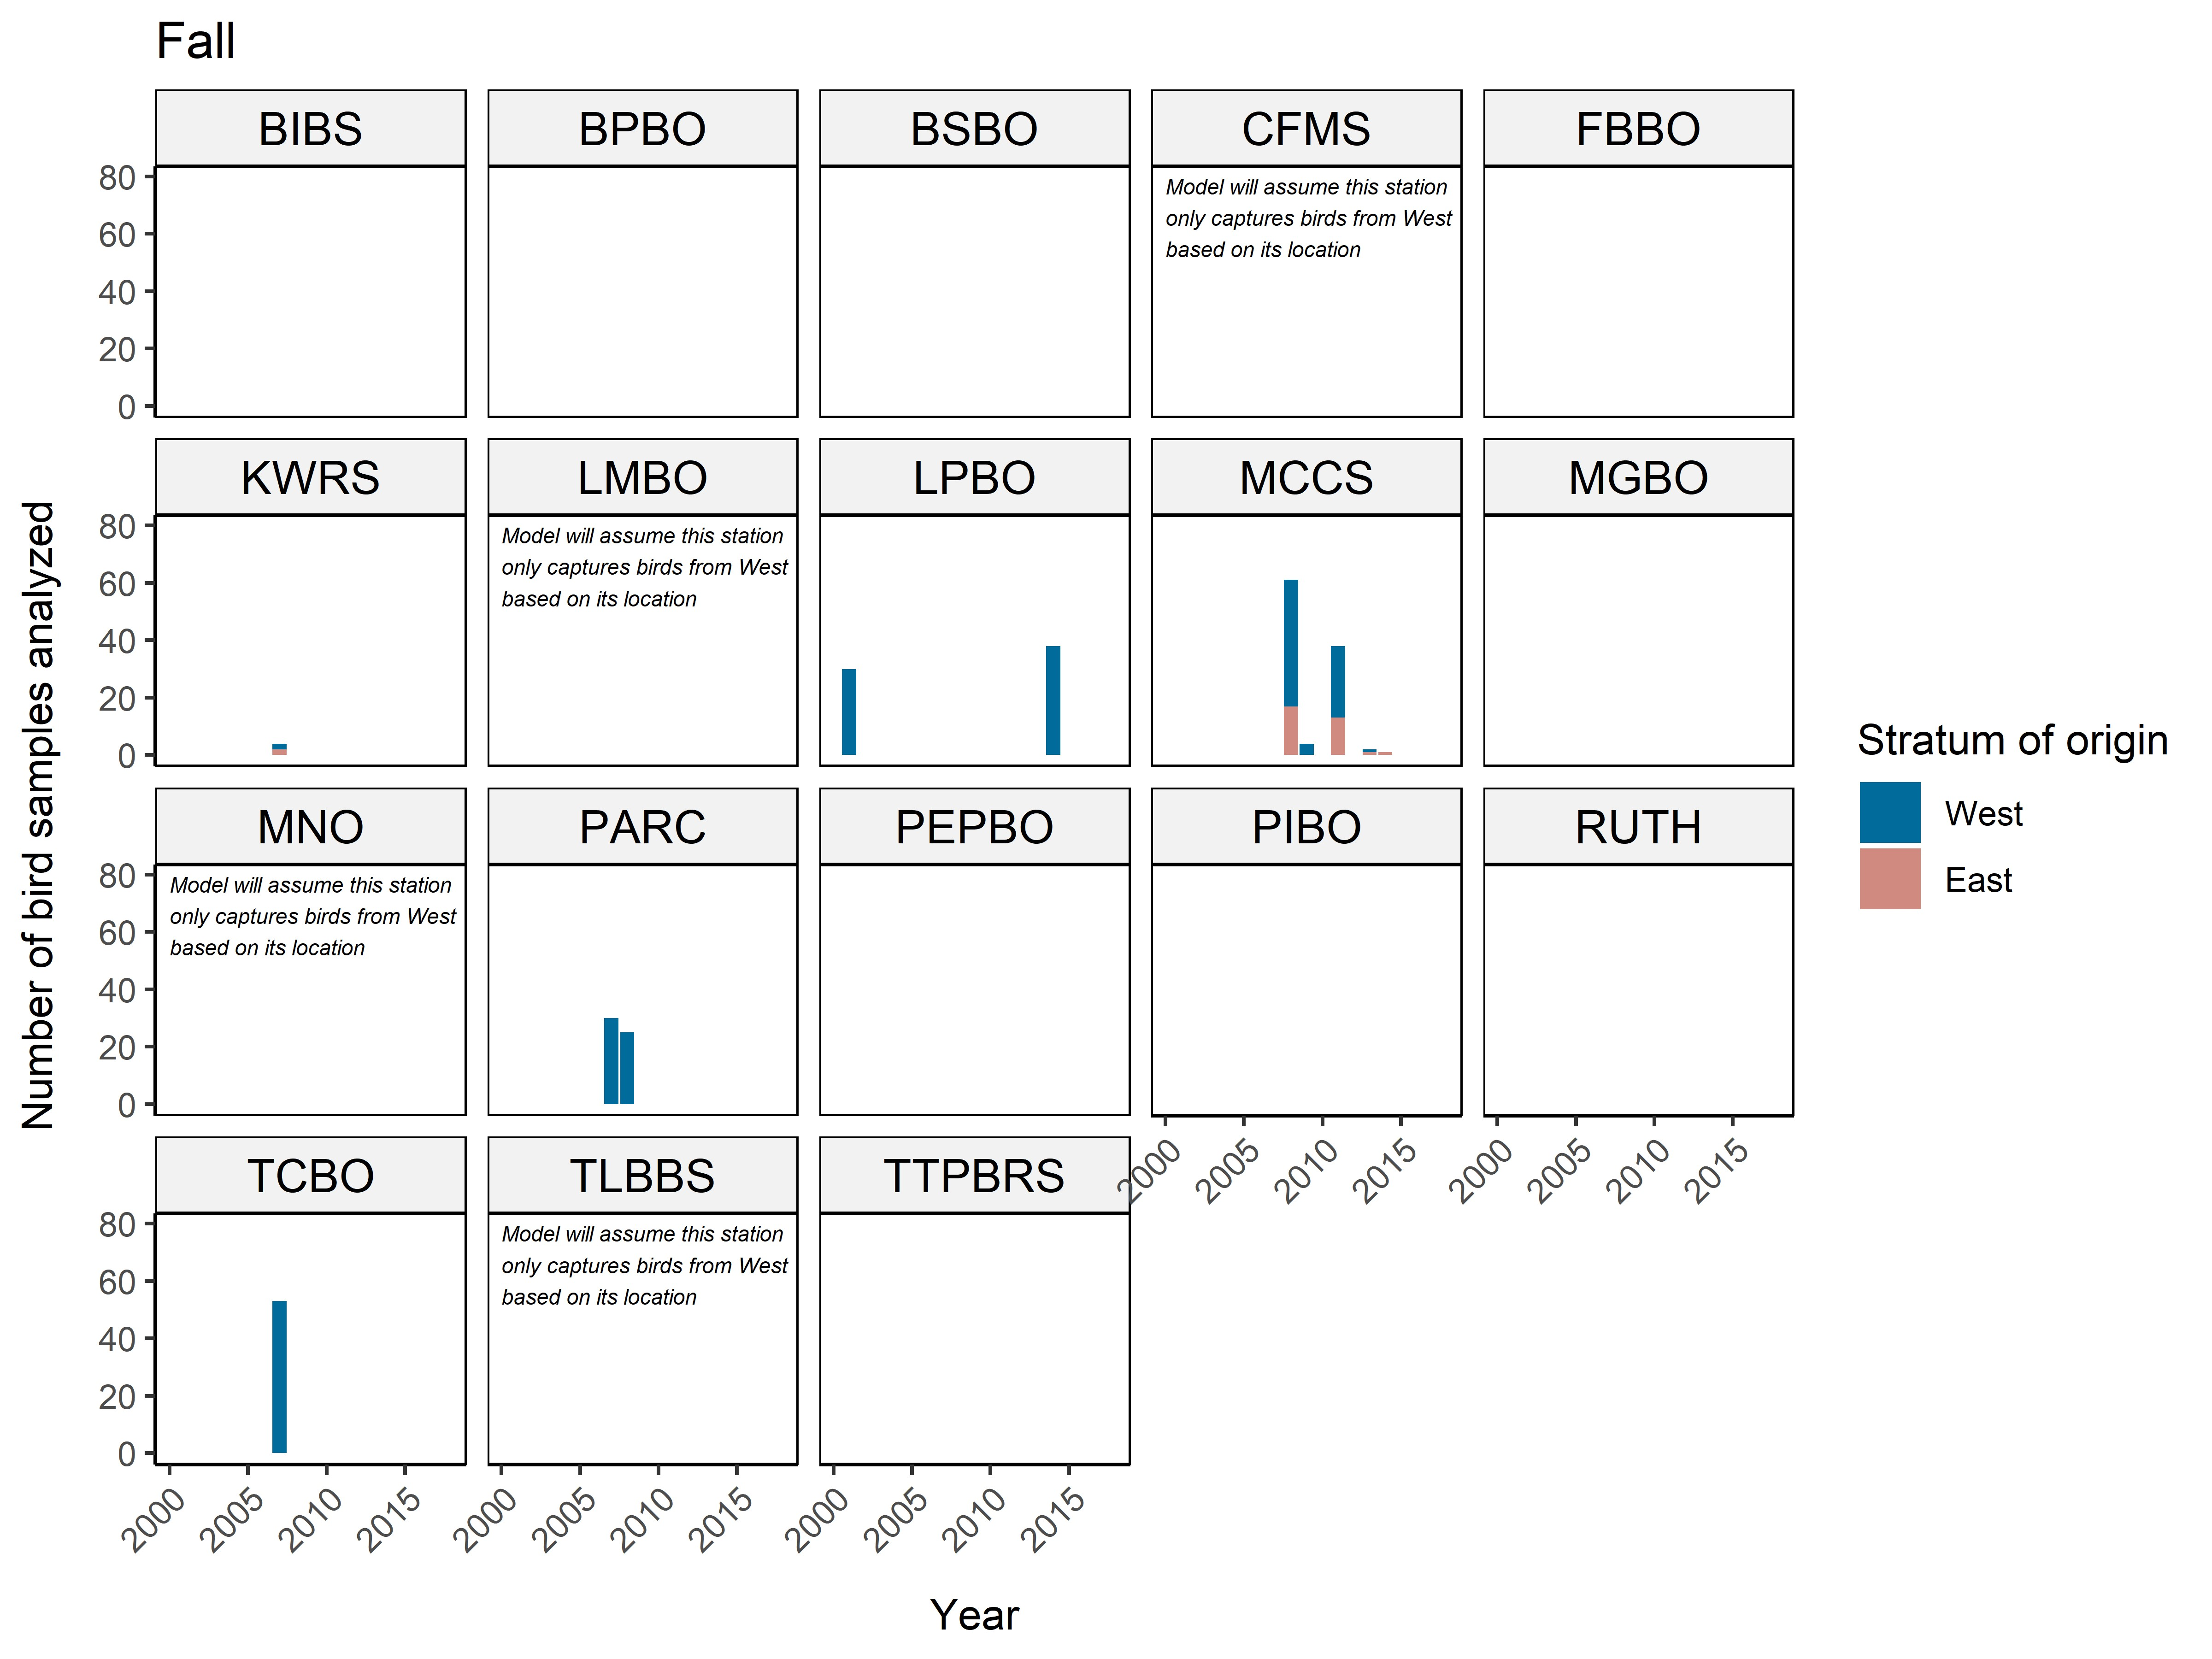 Fall
BIBS
BPBO
BSBO
CFMS
FBBO
80
60
40
20
0
Model will assume this station
only captures birds from West
based on its location
KWRS
LMBO
LPBO
MCCS
MGBO
80
60
40
20
0
Model will assume this station
only captures birds from West
based on its location
MNO
PARC
PEPBO
PIBO
RUTH
80
60
40
20
0
Model will assume this station
only captures birds from West
based on its location
2000
2005
2010
2015
2000
2005
2010
2015
TCBO
TLBBS
TTPBRS
80
60
40
20
0
Model will assume this station
only captures birds from West
based on its location
2000
2005
2010
2015
2000
2005
2010
2015
2000
2005
2010
2015
Year
Number of bird samples analyzed
Stratum of origin
West
East